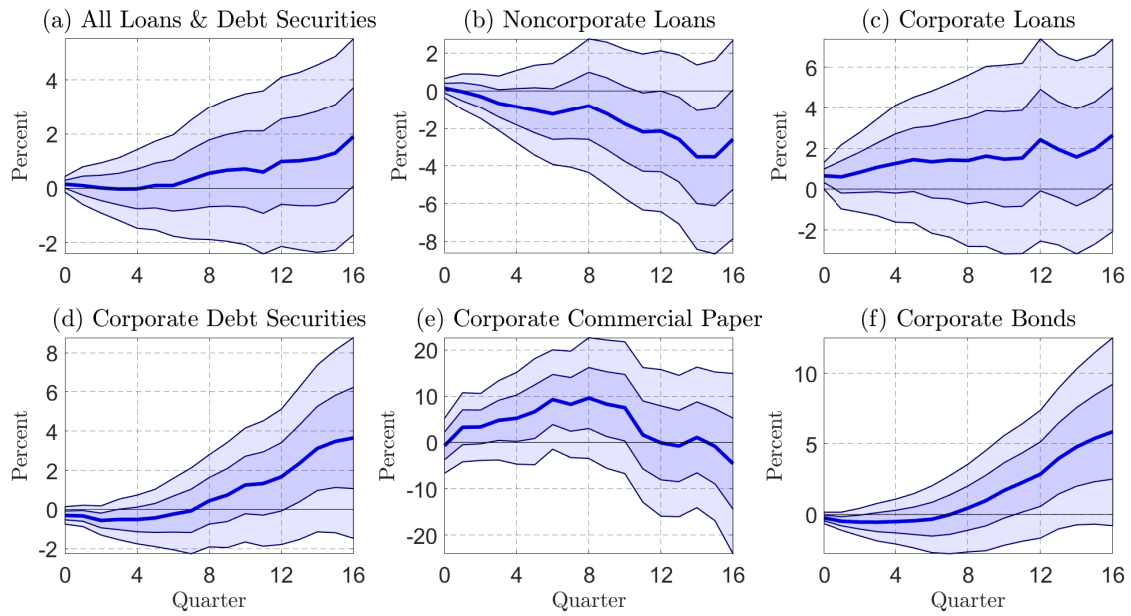 (a) All Loans & Debt Securities
Percent
4
2
0
-2
0 4 8 12 16
(b) Noncorporate Loans
Percent
2
0
-2
-4
-6
-8
0 4 8 12 16
(c) Corporate Loans
Percent
6
4
2
0
-2
0 4 8 12 16
(d) Corporate Debt Securities
Percent
8
6
4
2
0
-2
0 4 8 12 16
Quarter
(e) Corporate Commercial Paper
Percent
20
10
0
-10
-20
0 4 8 12 16
Quarter
(f) Corporate Bonds
Percent
10
5
0
0 4 8 12 16
Quarter